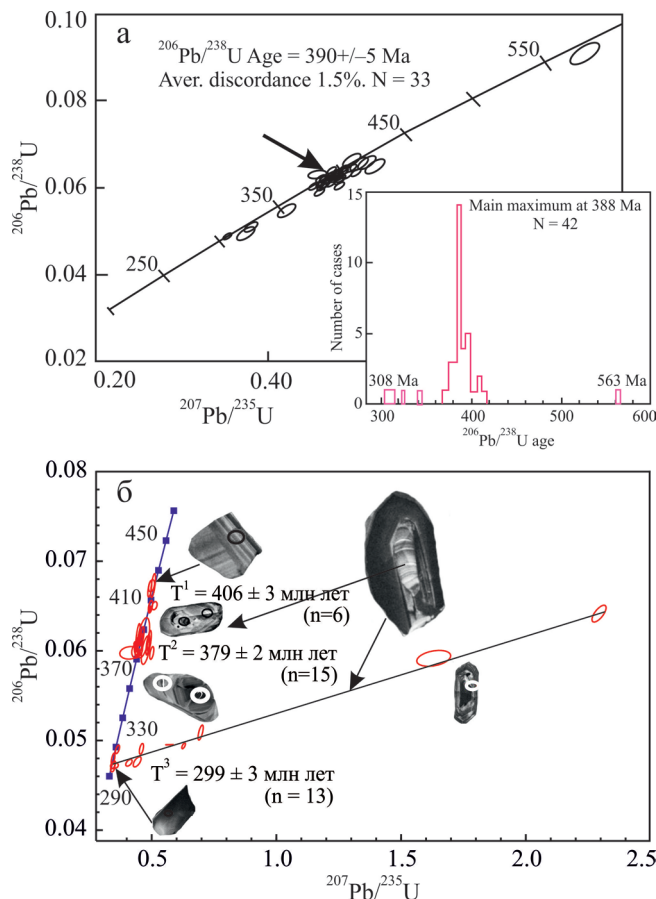 а
²⁰⁶Pb/²³⁸U Age = 390+/–5 Ma
Aver. discordance 1.5%. N = 33
0.10
0.08
0.06
0.04
0.02
²⁰⁶Pb/²³⁸U
550
450
350
250
0.20
0.40
²⁰⁷Pb/²³⁵U
Main maximum at 388 Ma
N = 42
15
10
5
0
Number of cases
308 Ma
563 Ma
300
400
500
600
²⁰⁶Pb/²³⁸U age
б
0.08
0.07
0.06
0.05
0.04
²⁰⁶Pb/²³⁸U
450
410
370
330
290
T¹ = 406 ± 3 млн лет
(n=6)
T² = 379 ± 2 млн лет
(n=15)
T³ = 299 ± 3 млн лет
(n = 13)
0.5
1.0
1.5
2.0
2.5
²⁰⁷Pb/²³⁵U